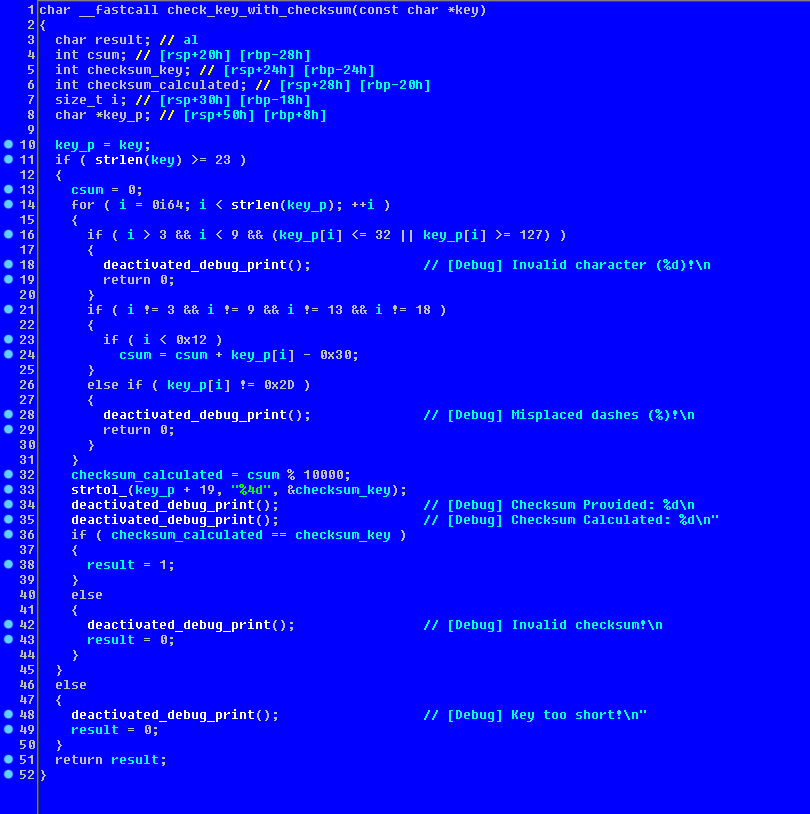 1 char __fastcall check_key_with_checksum(const char *key)
2 {
3   char result; // al
4   int csum; // [rsp+20h] [rbp-28h]
5   int checksum_key; // [rsp+24h] [rbp-24h]
6   int checksum_calculated; // [rsp+28h] [rbp-20h]
7   size_t i; // [rsp+30h] [rbp-18h]
8   char *key_p; // [rsp+50h] [rbp+8h]
9
10   key_p = key;
11   if ( strlen(key) >= 23 )
12   {
13     csum = 0;
14     for ( i = 0i64; i < strlen(key_p); ++i )
15     {
16       if ( i > 3 && i < 9 && (key_p[i] <= 32 || key_p[i] >= 127) )
17       {
18         deactivated_debug_print();              // [Debug] Invalid character (%d)!\n
19         return 0;
20       }
21       if ( i != 3 && i != 9 && i != 13 && i != 18 )
22       {
23         if ( i < 0x12 )
24           csum = csum + key_p[i] - 0x30;
25       }
26       else if ( key_p[i] != 0x2D )
27       {
28         deactivated_debug_print();              // [Debug] Misplaced dashes (%)!\n
29         return 0;
30       }
31     }
32     checksum_calculated = csum % 10000;
33     strtol_(key_p + 19, "%4d", &checksum_key);
34     deactivated_debug_print();                  // [Debug] Checksum Provided: %d\n
35     deactivated_debug_print();                  // [Debug] Checksum Calculated: %d\n"
36     if ( checksum_calculated == checksum_key )
37     {
38       result = 1;
39     }
40     else
41     {
42       deactivated_debug_print();                // [Debug] Invalid checksum!\n
43       result = 0;
44     }
45   }
46   else
47   {
48     deactivated_debug_print();                  // [Debug] Key too short!\n"
49     result = 0;
50   }
51   return result;
52 }